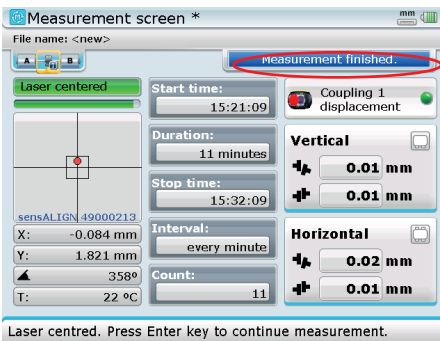 Measurement screen *
mm
File name: <new>
A
B
Measurement finished.
Laser centered
sensALIGN 49000213
X: -0.084 mm
Y: 1.821 mm
358º
T: 22 ºC
Start time:
15:21:09
Duration:
11 minutes
Stop time:
15:32:09
Interval:
every minute
Count:
11
Coupling 1
displacement
Vertical
0.01 mm
0.01 mm
Horizontal
0.02 mm
0.01 mm
Laser centred. Press Enter key to continue measurement.